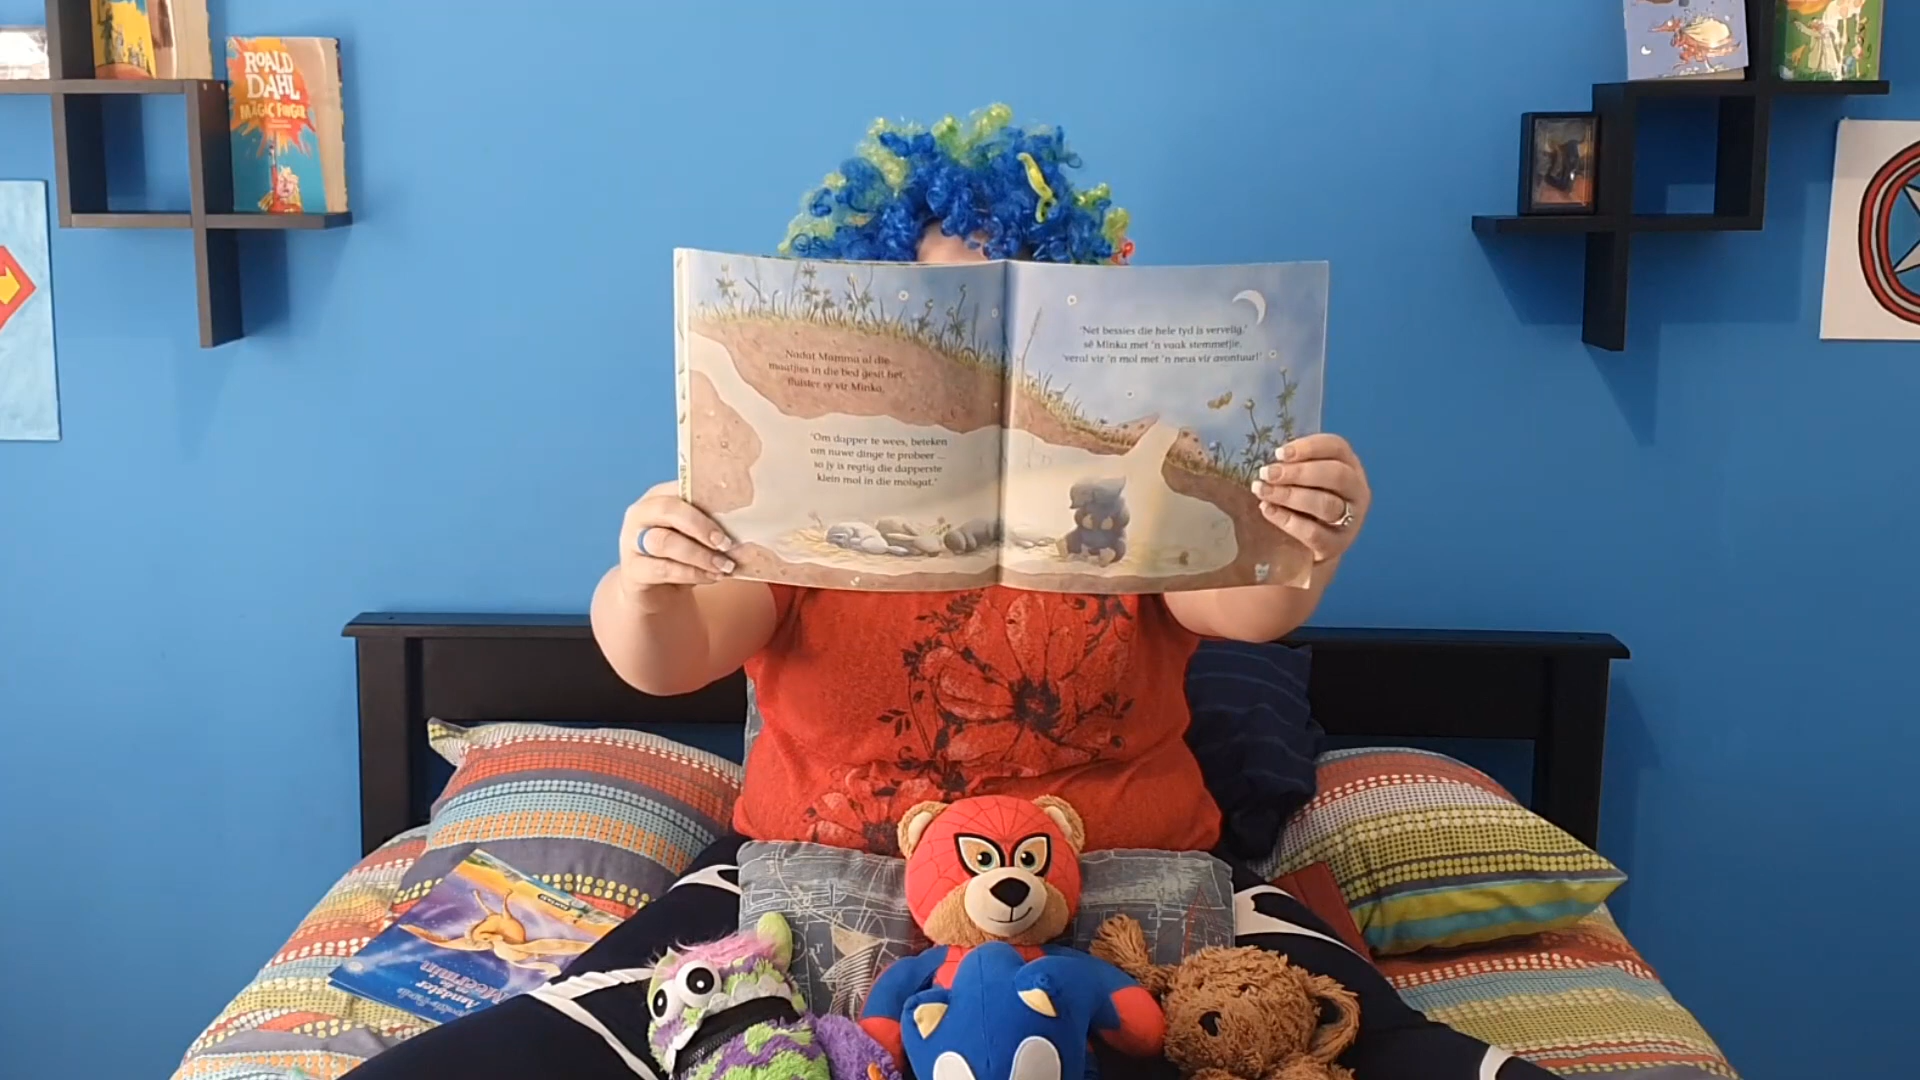 ROALD
DAHL
MAGIC FINGER
Nadat Mamma al die
maatjies in die bed gesit het,
fluister sy vir Minka,
'Om dapper te wees, beteken
om nuwe dinge te probeer —
so jy is regtig die dapperste
klein mol in die molsgat.'
'Net bessies die hele tyd is vervelig,'
sê Minka met 'n vaak stemmetjie,
'veral vir 'n mol met 'n neus vir avontuur!'
Meermin